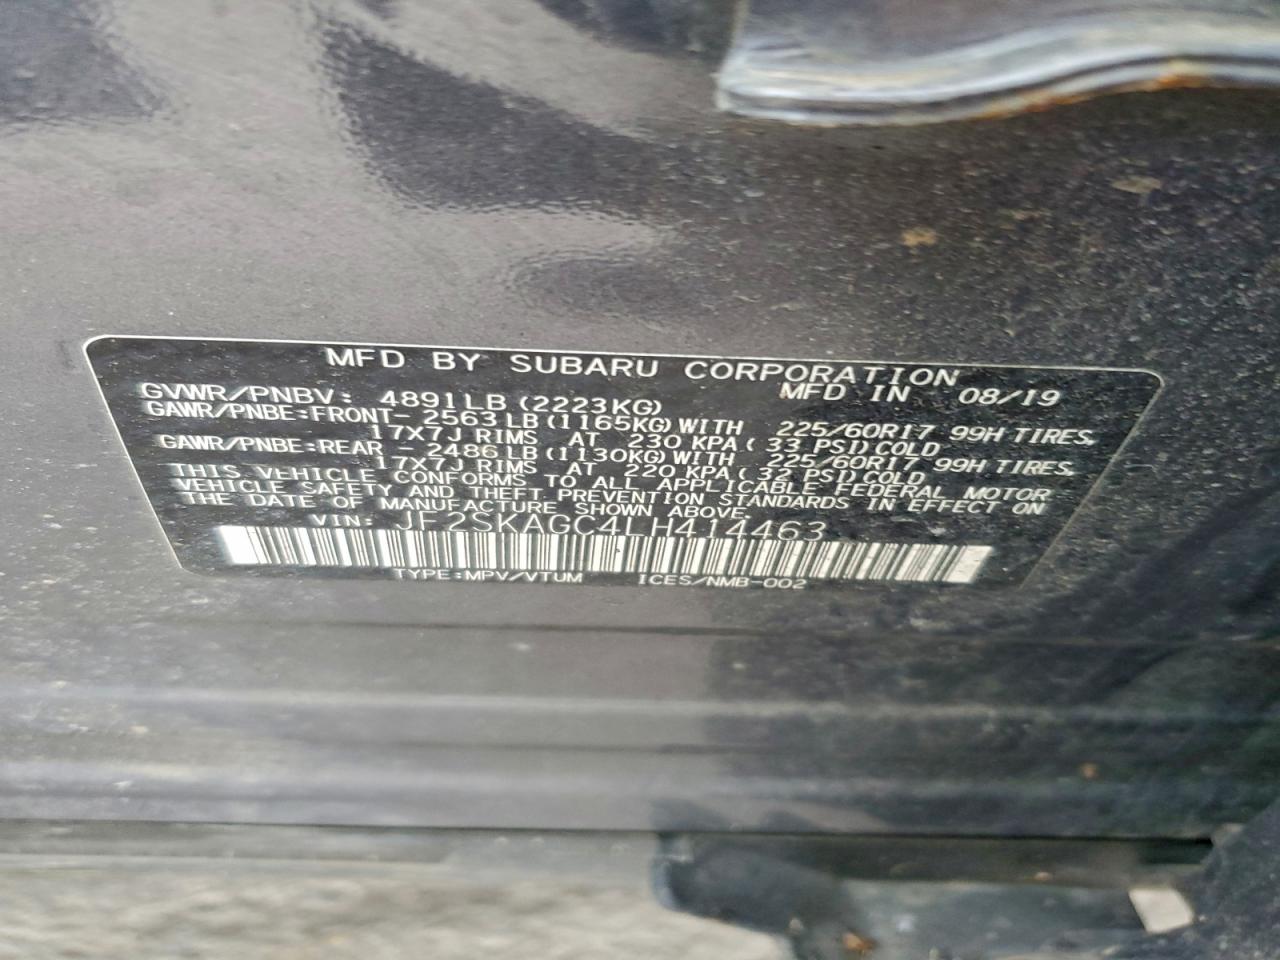 MFD BY SUBARU CORPORATION
GVWR/PNBV: 4891LB (2223KG) MFD IN 08/19
GAWR/PNBE:FRONT- 2563 LB (1165KG) WITH 225/60R17 99H TIRES,
17X7J RIMS AT 230 KPA ( 33 PSI) COLD
GAWR/PNBE:REAR - 2486 LB (1130KG) WITH 225/60R17 99H TIRES,
17X7J RIMS AT 220 KPA ( 32 PSI) COLD
THIS VEHICLE CONFORMS TO ALL APPLICABLE FEDERAL MOTOR
VEHICLE SAFETY AND THEFT PREVENTION STANDARDS IN EFFECT ON
THE DATE OF MANUFACTURE SHOWN ABOVE.
VIN: JF2SKAGC4LH414463
TYPE:MPV/VTUM ICES/NMB-002